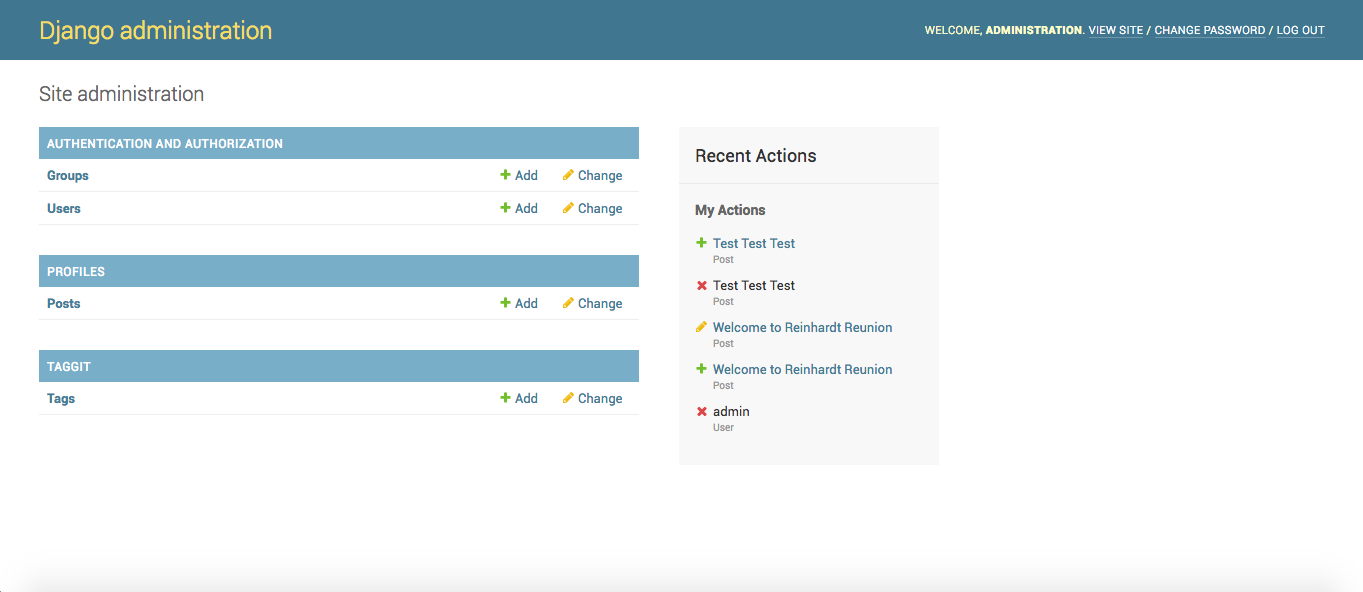 Django administration
WELCOME, ADMINISTRATION. VIEW SITE / CHANGE PASSWORD / LOG OUT
Site administration
AUTHENTICATION AND AUTHORIZATION
Groups Add Change
Users Add Change
PROFILES
Posts Add Change
TAGGIT
Tags Add Change
Recent Actions
My Actions
Test Test Test
Post
Test Test Test
Post
Welcome to Reinhardt Reunion
Post
Welcome to Reinhardt Reunion
Post
admin
User